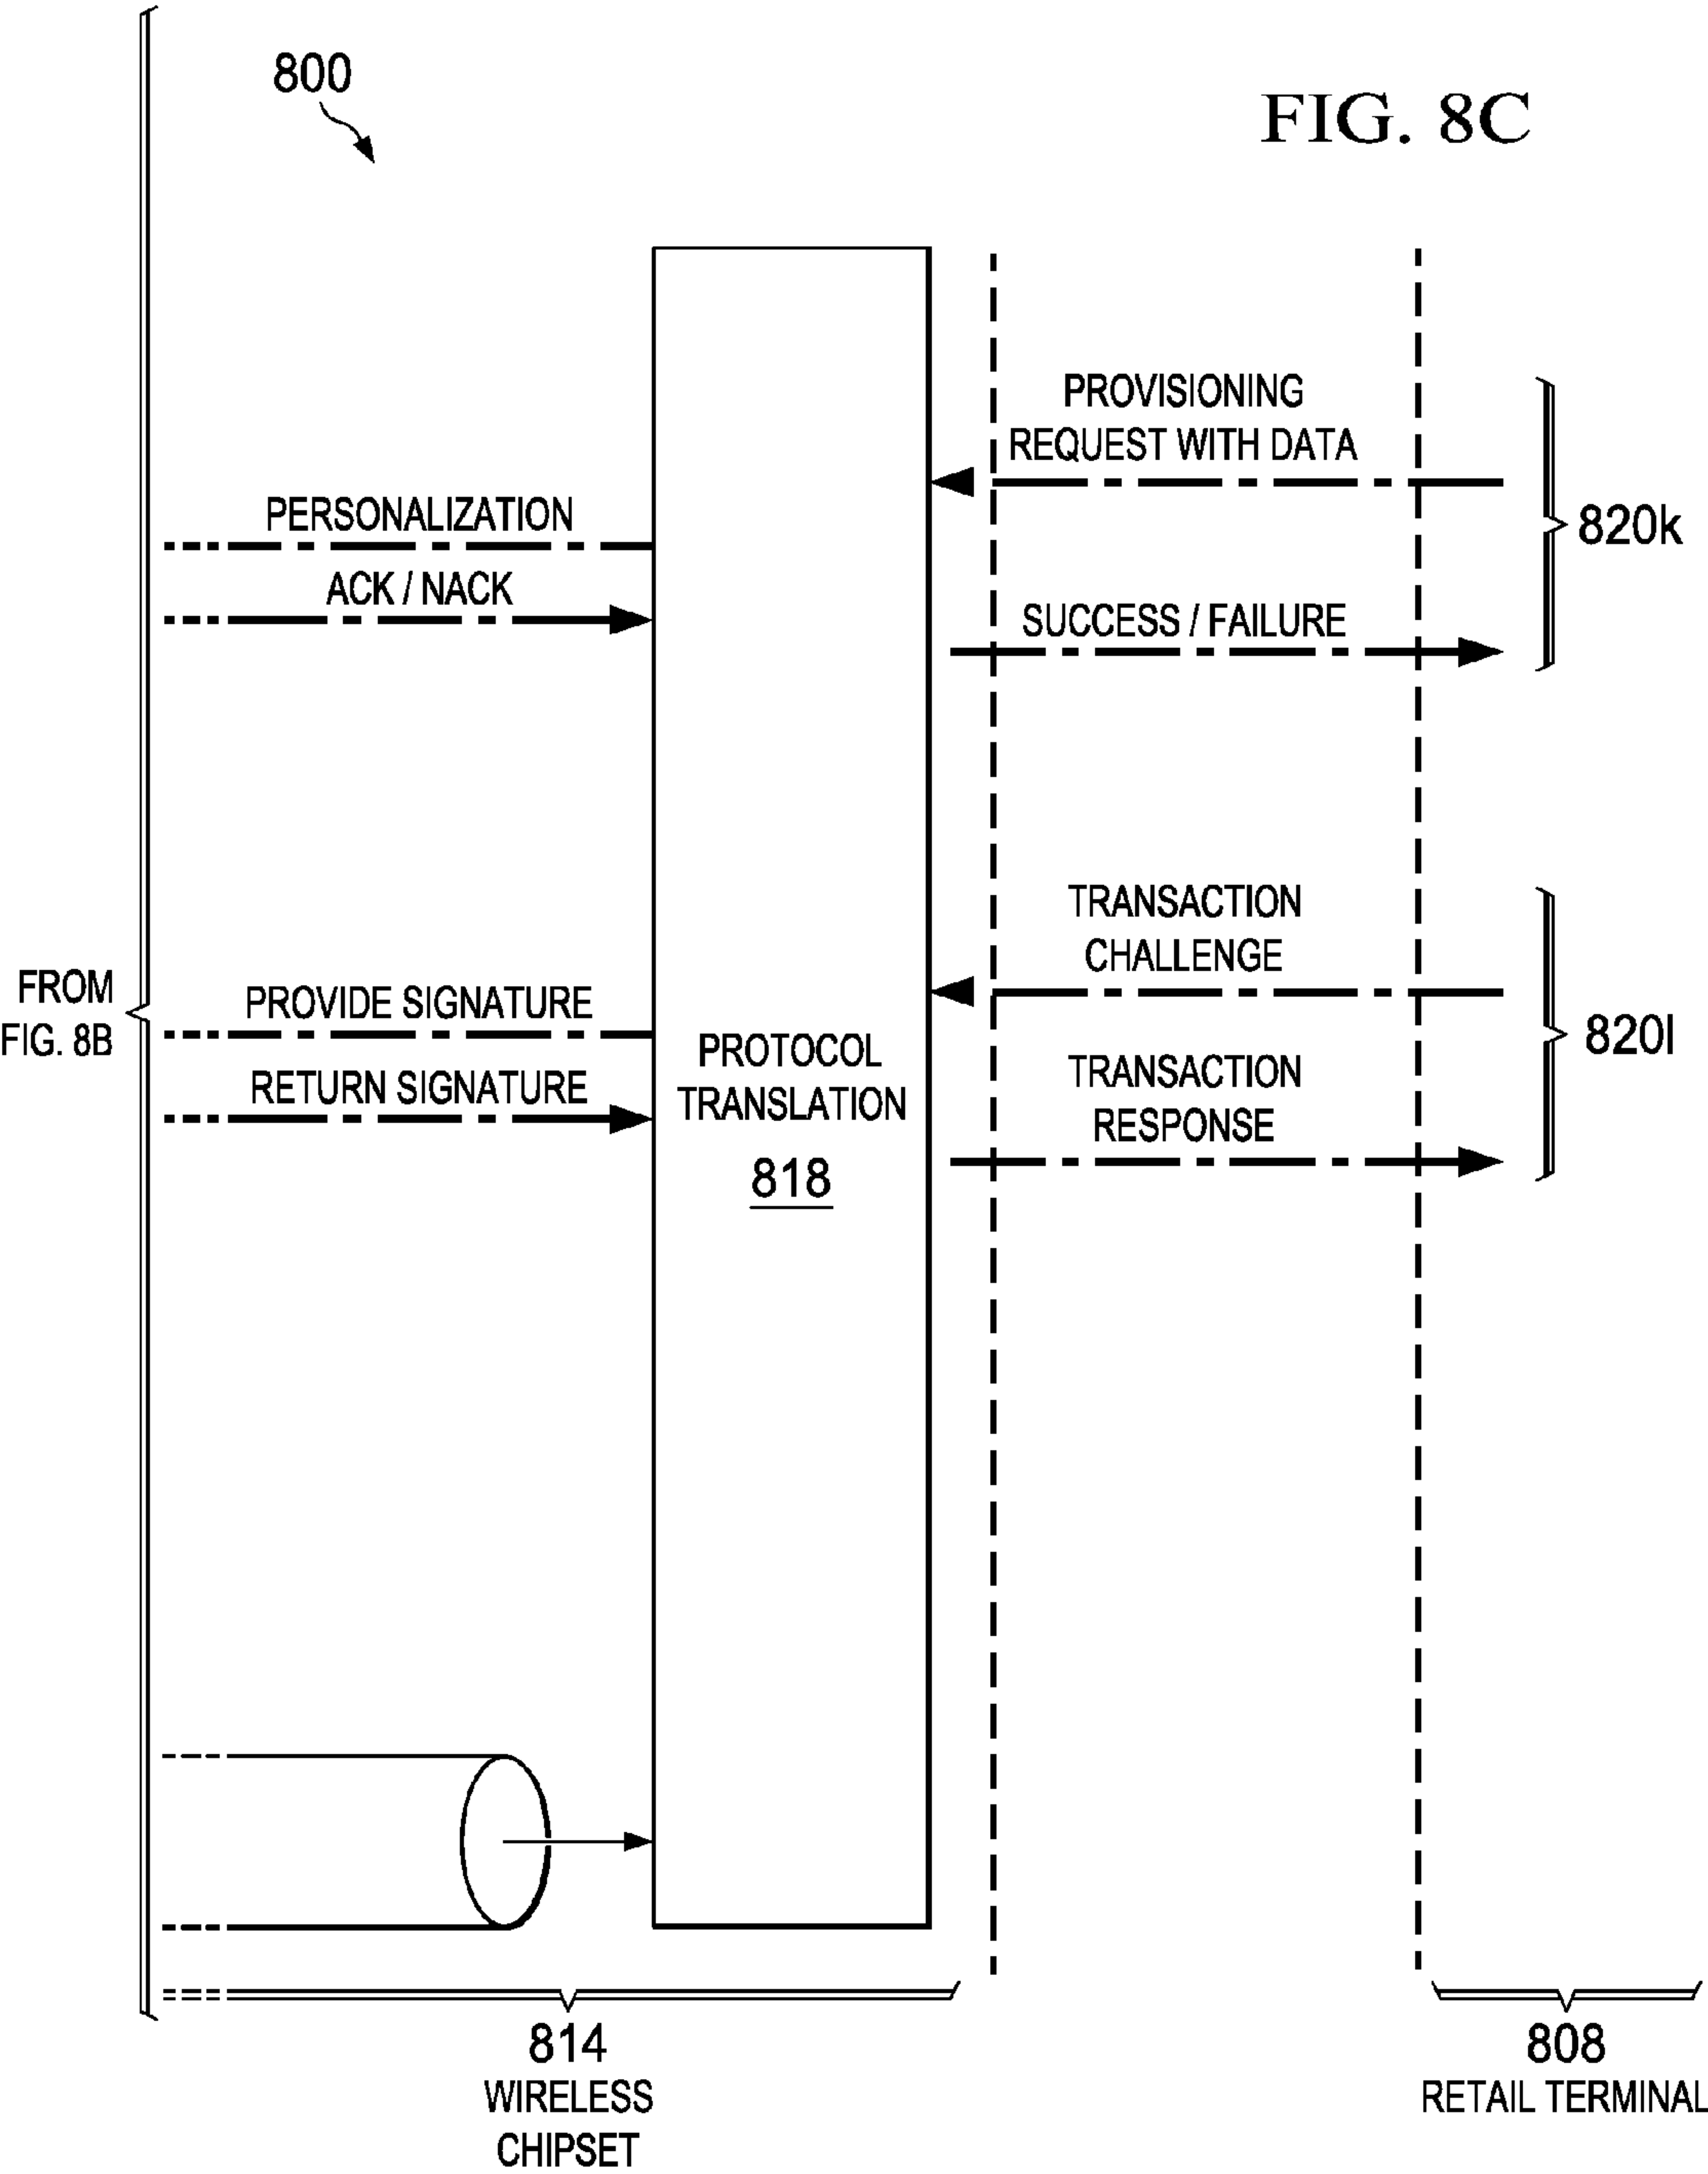 800
FIG. 8C
PROVISIONING
REQUEST WITH DATA
820k
PERSONALIZATION
ACK / NACK
SUCCESS / FAILURE
TRANSACTION
CHALLENGE
FROM
FIG. 8B
PROVIDE SIGNATURE
RETURN SIGNATURE
PROTOCOL
TRANSLATION
818
TRANSACTION
RESPONSE
820l
814
WIRELESS
CHIPSET
808
RETAIL TERMINAL